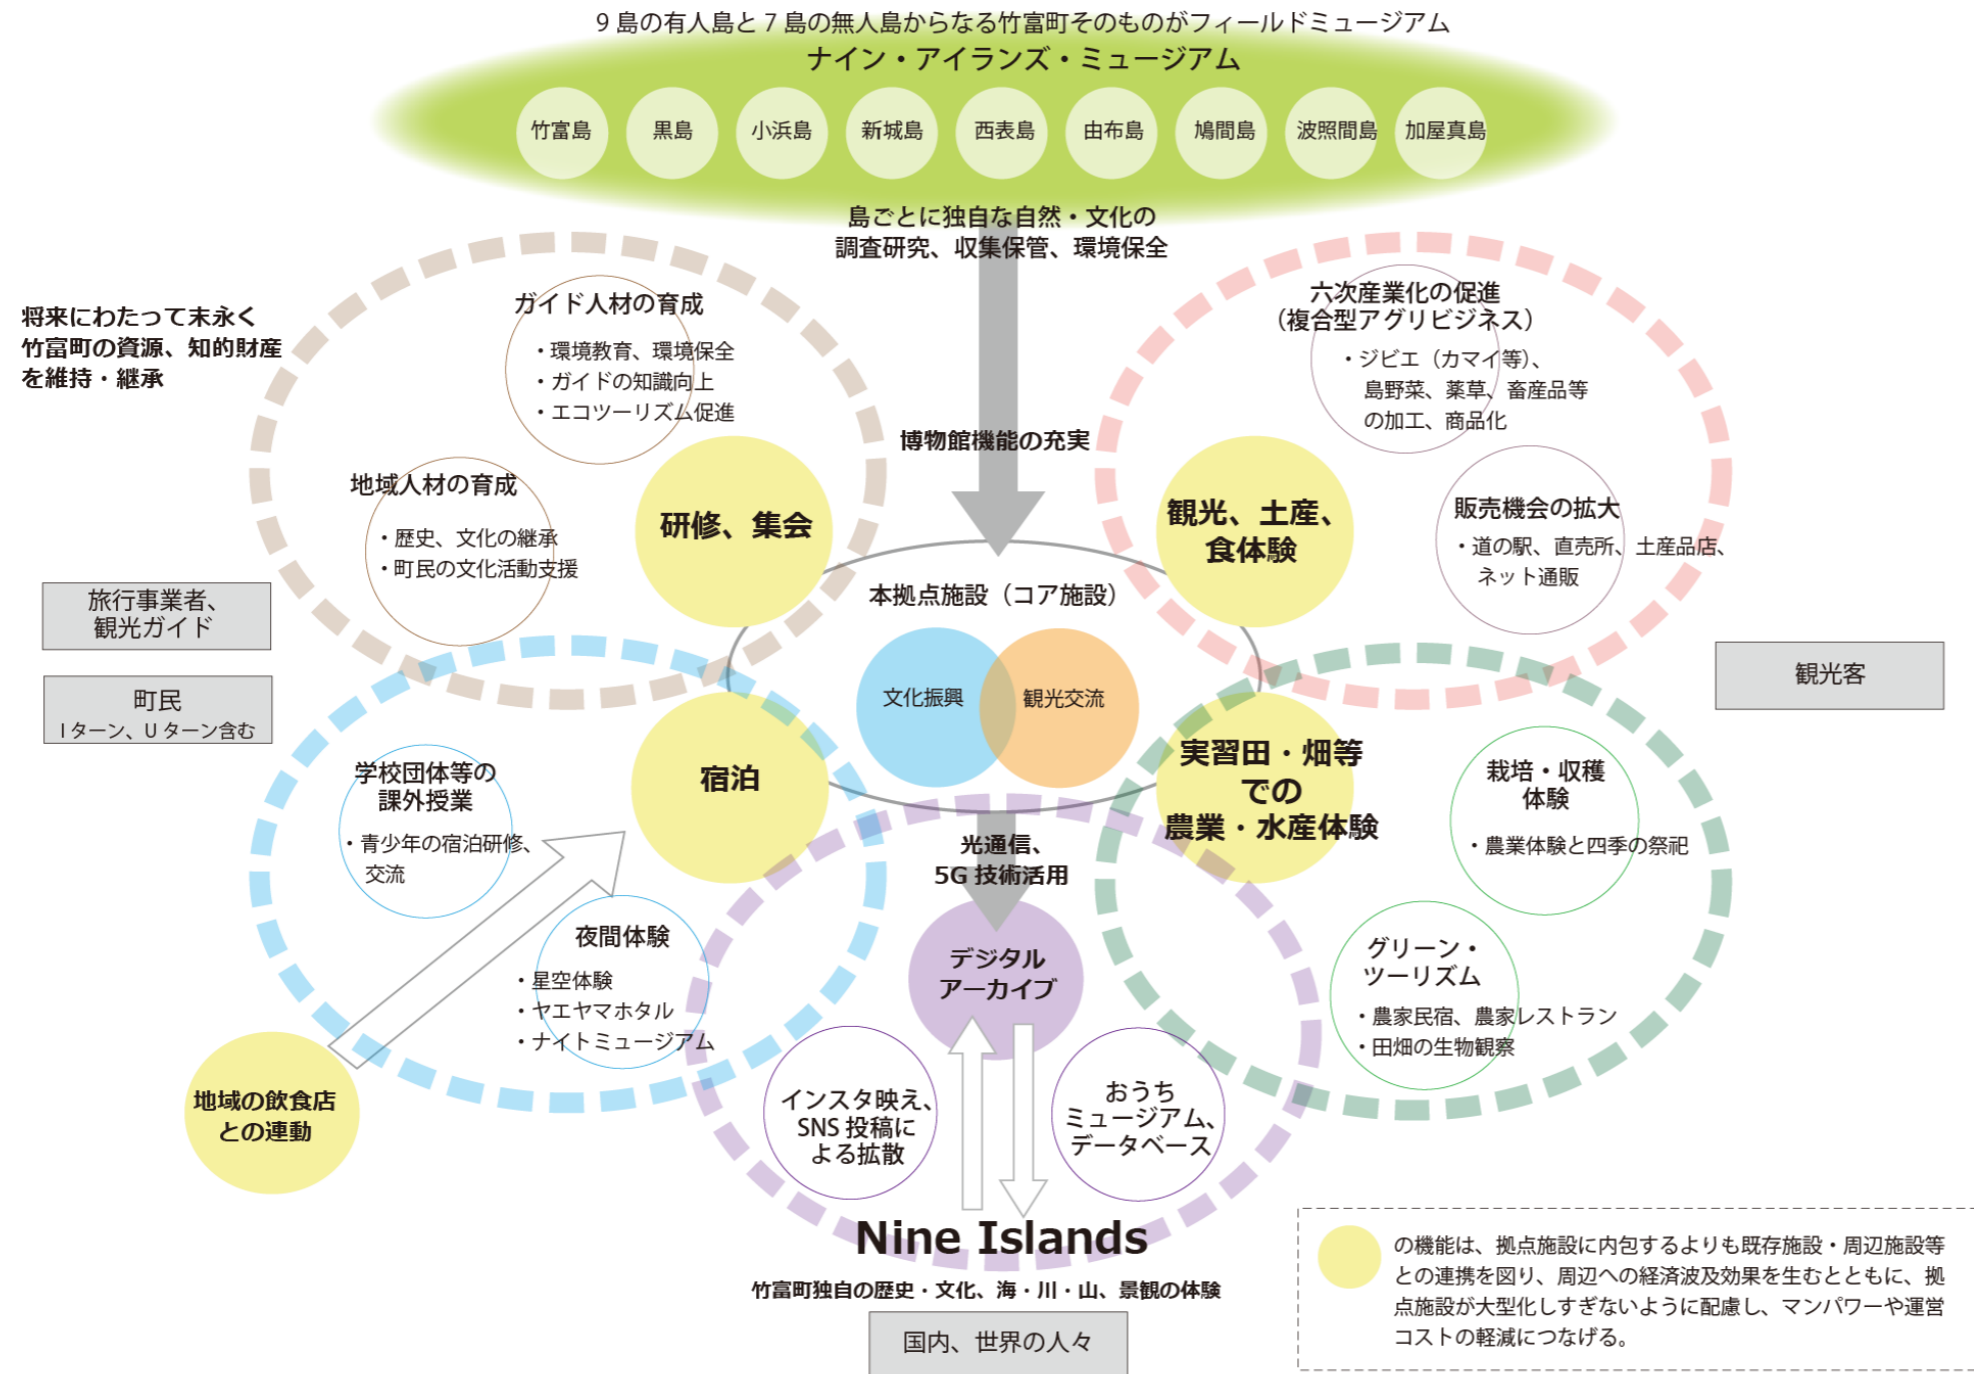 9 島の有人島と 7 島の無人島からなる竹富町そのものがフィールドミュージアム
ナイン・アイランズ・ミュージアム
竹富島
黒島
小浜島
新城島
西表島
由布島
鳩間島
波照間島
加屋真島
島ごとに独自な自然・文化の
調査研究、収集保管、環境保全
将来にわたって末永く
竹富町の資源、知的財産
を維持・継承
ガイド人材の育成
・環境教育、環境保全
・ガイドの知識向上
・エコツーリズム促進
地域人材の育成
・歴史、文化の継承
・町民の文化活動支援
研修、集会
博物館機能の充実
六次産業化の促進
（複合型アグリビジネス）
・ジビエ（カマイ等）、
島野菜、薬草、畜産品等
の加工、商品化
販売機会の拡大
・道の駅、直売所、土産品店、
ネット通販
観光、土産、
食体験
旅行事業者、
観光ガイド
町民
I ターン、U ターン含む
本拠点施設（コア施設）
文化振興
観光交流
観光客
学校団体等の
課外授業
・青少年の宿泊研修、
交流
宿泊
夜間体験
・星空体験
・ヤエヤマホタル
・ナイトミュージアム
地域の飲食店
との連動
実習田・畑等
での
農業・水産体験
栽培・収穫
体験
・農業体験と四季の祭祀
グリーン・
ツーリズム
・農家民宿、農家レストラン
・田畑の生物観察
光通信、
5G 技術活用
デジタル
アーカイブ
インスタ映え、
SNS 投稿に
よる拡散
おうち
ミュージアム、
データベース
Nine Islands
竹富町独自の歴史・文化、海・川・山、景観の体験
国内、世界の人々
の機能は、拠点施設に内包するよりも既存施設・周辺施設等
との連携を図り、周辺への経済波及効果を生むとともに、拠
点施設が大型化しすぎないように配慮し、マンパワーや運営
コストの軽減につなげる。